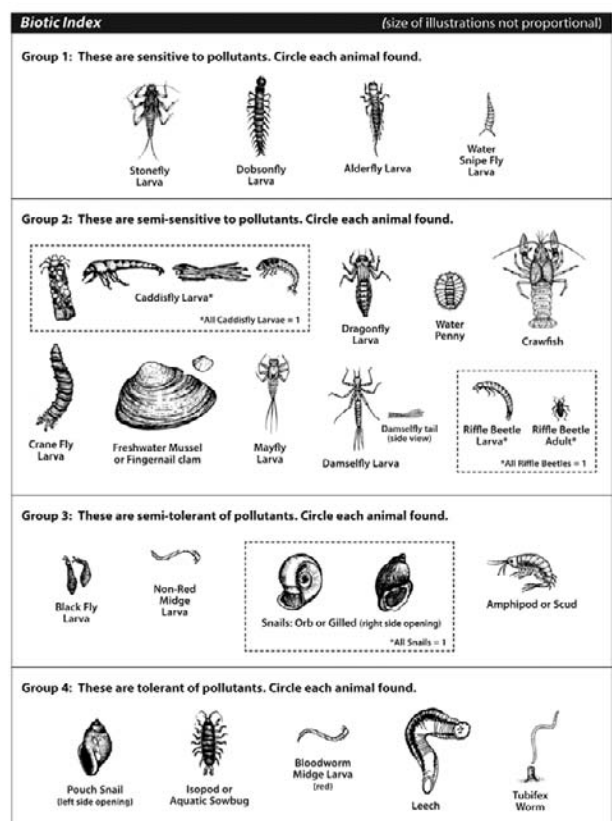 Biotic Index (size of illustrations not proportional)
Group 1: These are sensitive to pollutants. Circle each animal found.
Stonefly
Larva
Dobsonfly
Larva
Alderfly Larva
Water
Snipe Fly
Larva
Group 2: These are semi-sensitive to pollutants. Circle each animal found.
Caddisfly Larva*
*All Caddisfly Larvae = 1
Dragonfly
Larva
Water
Penny
Crawfish
Crane Fly
Larva
Freshwater Mussel
or Fingernail clam
Mayfly
Larva
Damselfly Larva
Damselfly tail
(side view)
Riffle Beetle
Larva*
Riffle Beetle
Adult*
*All Riffle Beetles = 1
Group 3: These are semi-tolerant of pollutants. Circle each animal found.
Black Fly
Larva
Non-Red
Midge
Larva
Snails: Orb or Gilled (right side opening)
*All Snails = 1
Amphipod or Scud
Group 4: These are tolerant of pollutants. Circle each animal found.
Pouch Snail
(left side opening)
Isopod or
Aquatic Sowbug
Bloodworm
Midge Larva
(red)
Leech
Tubifex
Worm